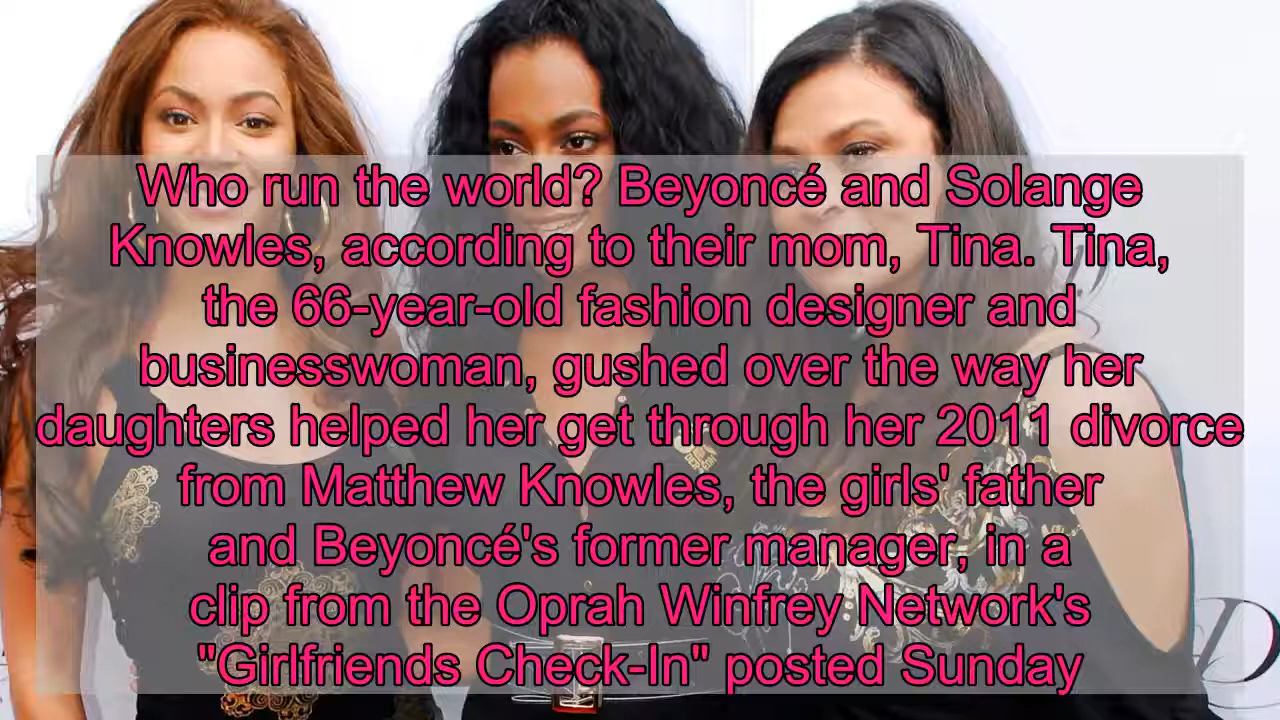 Who run the world? Beyoncé and Solange
Knowles, according to their mom, Tina. Tina,
the 66-year-old fashion designer and
businesswoman, gushed over the way her
daughters helped her get through her 2011 divorce
from Matthew Knowles, the girls' father
and Beyoncé's former manager, in a
clip from the Oprah Winfrey Network's
"Girlfriends Check-In" posted Sunday